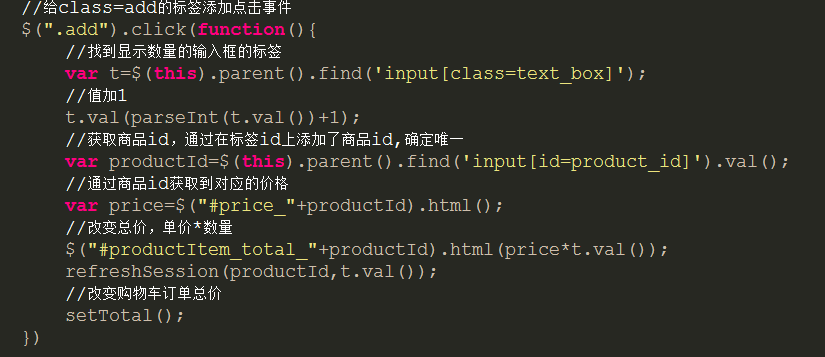 //给class=add的标签添加点击事件
$(".add").click(function(){
//找到显示数量的输入框的标签
var t=$(this).parent().find('input[class=text_box]');
//值加1
t.val(parseInt(t.val())+1);
//获取商品id，通过在标签id上添加了商品id,确定唯一
var productId=$(this).parent().find('input[id=product_id]').val();
//通过商品id获取到对应的价格
var price=$("#price_"+productId).html();
//改变总价，单价*数量
$("#productItem_total_"+productId).html(price*t.val());
refreshSession(productId,t.val());
//改变购物车订单总价
setTotal();
})